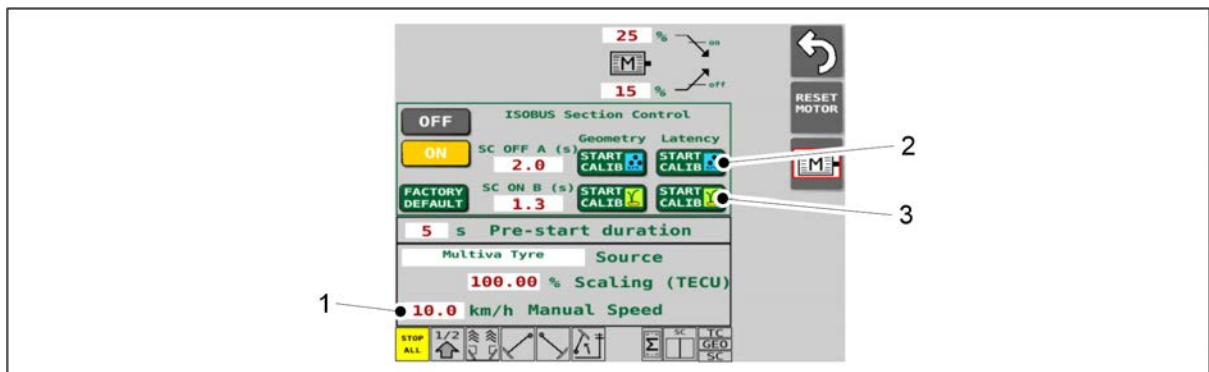 25 % on
M
15 % off
RESET
MOTOR
OFF
ISOBUS Section Control
ON
Geometry Latency
SC OFF A (s)
2.0
START
CALIB
START
CALIB
2
M
FACTORY
DEFAULT
SC ON B (s)
1.3
START
CALIB
START
CALIB
3
5 s Pre-start duration
Multiva Tyre Source
100.00 % Scaling (TECU)
1
10.0 km/h Manual Speed
STOP
ALL
1/2
Σ
SC
TC
GEO
SC